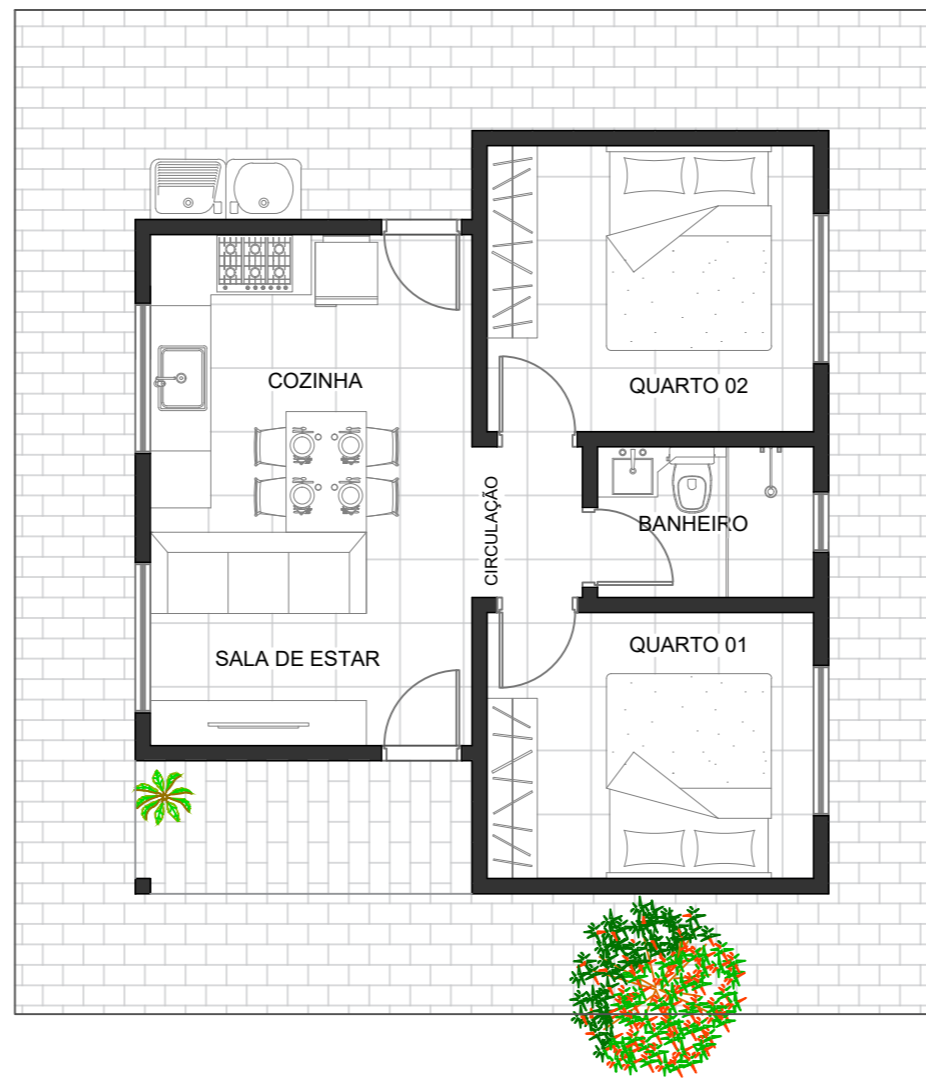 COZINHA
QUARTO 02
CIRCULAÇÃO
BANHEIRO
SALA DE ESTAR
QUARTO 01